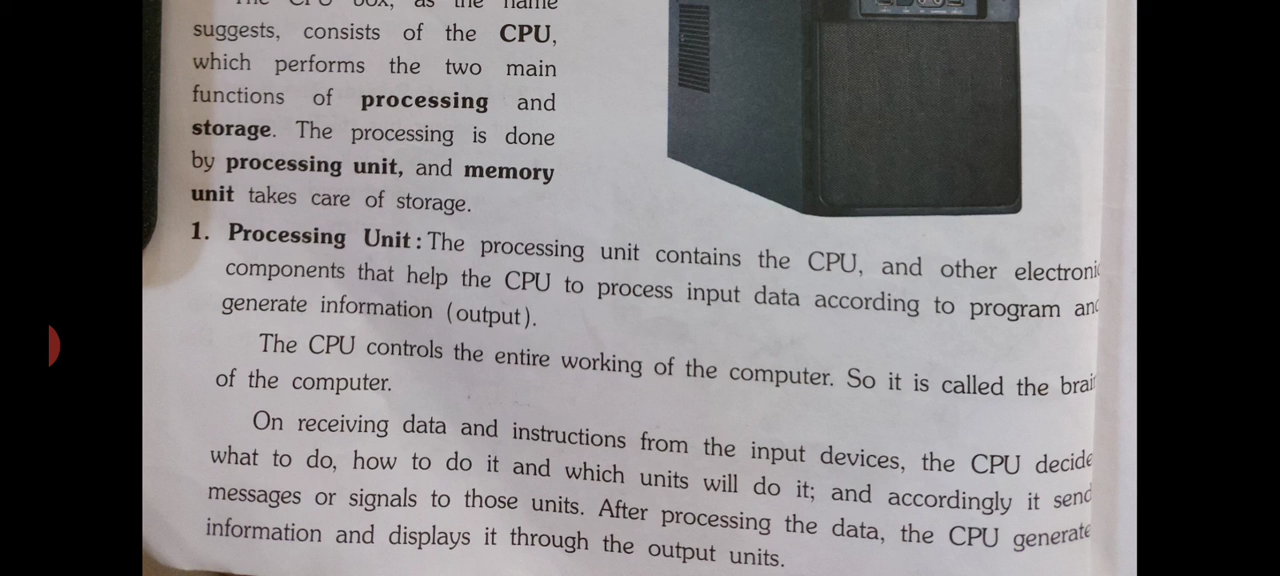 The CPU box, as the name
suggests, consists of the CPU,
which performs the two main
functions of processing and
storage. The processing is done
by processing unit, and memory
unit takes care of storage.
1. Processing Unit : The processing unit contains the CPU, and other electronic
components that help the CPU to process input data according to program and
generate information (output).
The CPU controls the entire working of the computer. So it is called the brain
of the computer.
On receiving data and instructions from the input devices, the CPU decide
what to do, how to do it and which units will do it; and accordingly it send
messages or signals to those units. After processing the data, the CPU generate
information and displays it through the output units.